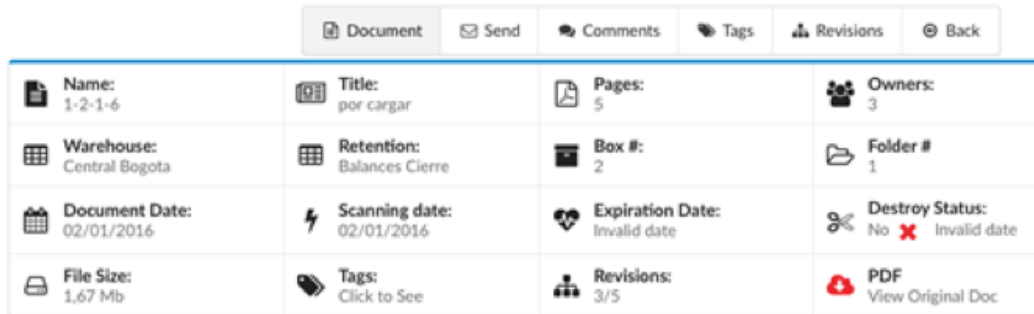 Document Send Comments Tags Revisions Back
Name: Title: Pages: Owners:
1-2-1-6 por cargar 5 3
Warehouse: Retention: Box #: Folder #
Central Bogota Balances Cierre 2 1
Document Date: Scanning date: Expiration Date: Destroy Status:
02/01/2016 02/01/2016 Invalid date No Invalid date
File Size: Tags: Revisions: PDF
1,67 Mb Click to See 3/5 View Original Doc